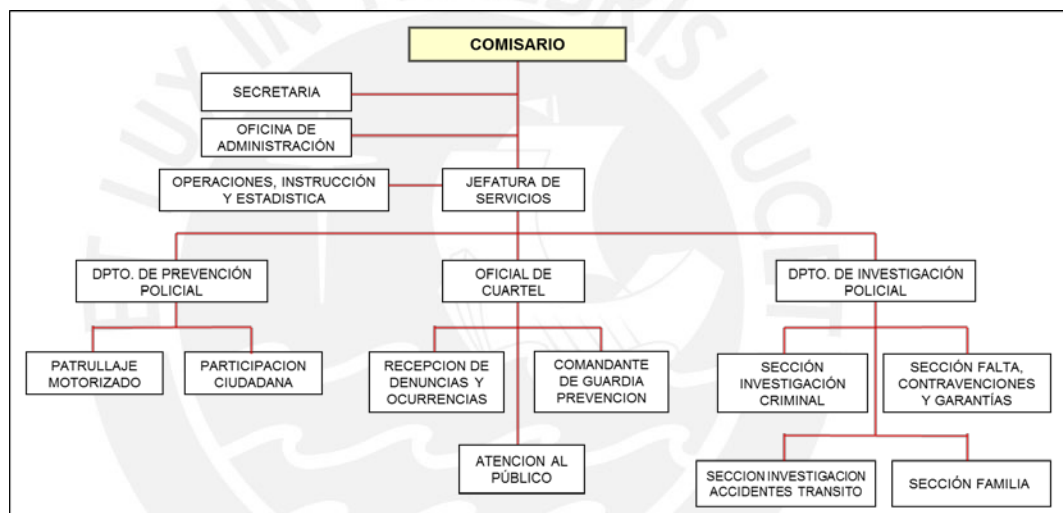 COMISARIO
SECRETARIA
OFICINA DE
ADMINISTRACIÓN
OPERACIONES, INSTRUCCIÓN
Y ESTADISTICA
JEFATURA DE
SERVICIOS
DPTO. DE PREVENCIÓN
POLICIAL
OFICIAL DE
CUARTEL
DPTO. DE INVESTIGACIÓN
POLICIAL
PATRULLAJE
MOTORIZADO
PARTICIPACION
CIUDADANA
RECEPCION DE
DENUNCIAS Y
OCURRENCIAS
COMANDANTE
DE GUARDIA
PREVENCION
SECCIÓN
INVESTIGACIÓN
CRIMINAL
SECCIÓN FALTA,
CONTRAVENCIONES
Y GARANTÍAS
ATENCION AL
PÚBLICO
SECCION INVESTIGACION
ACCIDENTES TRANSITO
SECCIÓN FAMILIA